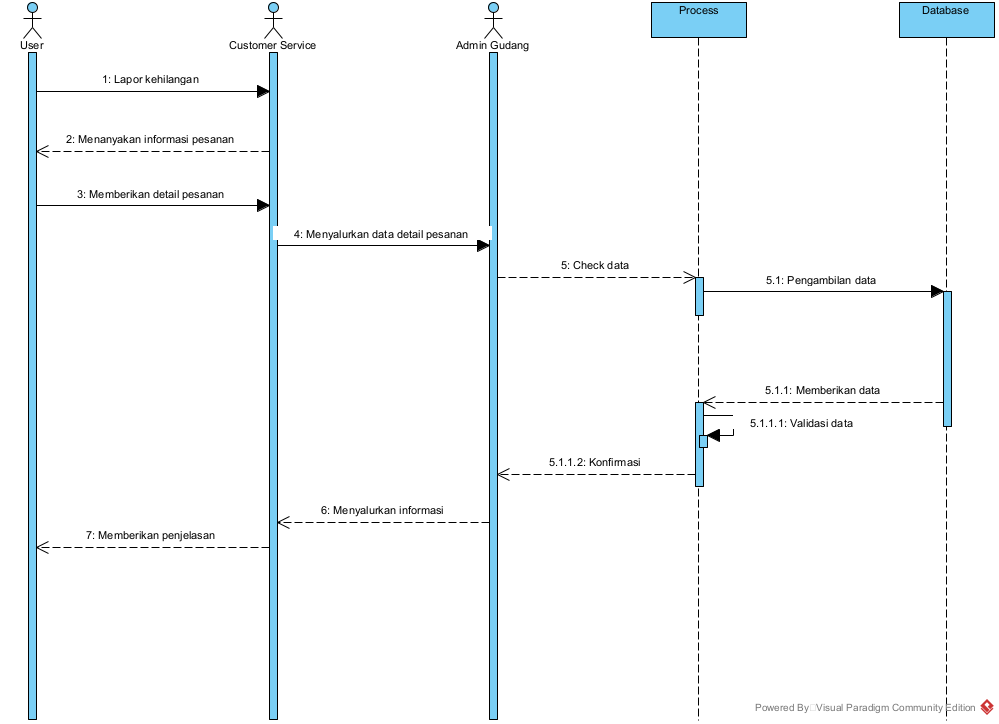 User
Customer Service
Admin Gudang
Process
Database
1: Lapor kehilangan
2: Menanyakan informasi pesanan
3: Memberikan detail pesanan
4: Menyalurkan data detail pesanan
5: Check data
5.1: Pengambilan data
5.1.1: Memberikan data
5.1.1.1: Validasi data
5.1.1.2: Konfirmasi
6: Menyalurkan informasi
7: Memberikan penjelasan
Powered By Visual Paradigm Community Edition